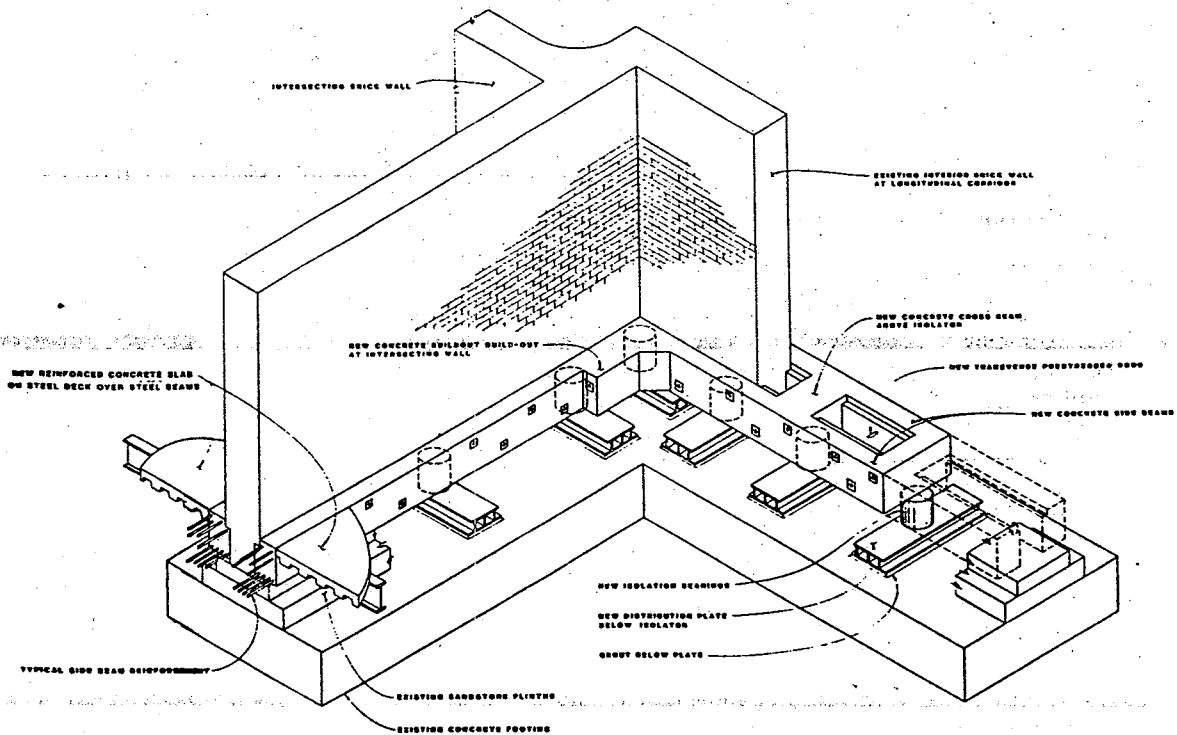 INTERSECTING BRICK WALL
EXISTING INTERIOR BRICK WALL
AT LONGITUDINAL CORRIDOR
NEW CONCRETE CROSS BEAM
ABOVE ISOLATOR
NEW CONCRETE BUILDOUT BUILD-OUT
AT INTERSECTING WALL
NEW TRANSVERSE PRESTRESSED RODS
NEW REINFORCED CONCRETE SLAB
ON STEEL DECK OVER STEEL BEAMS
NEW CONCRETE SIDE BEAMS
NEW ISOLATION BEARINGS
NEW DISTRIBUTION PLATE
BELOW ISOLATOR
GROUT BELOW PLATE
TYPICAL SIDE BEAM REINFORCEMENT
EXISTING SANDSTONE PLINTHS
EXISTING CONCRETE FOOTING